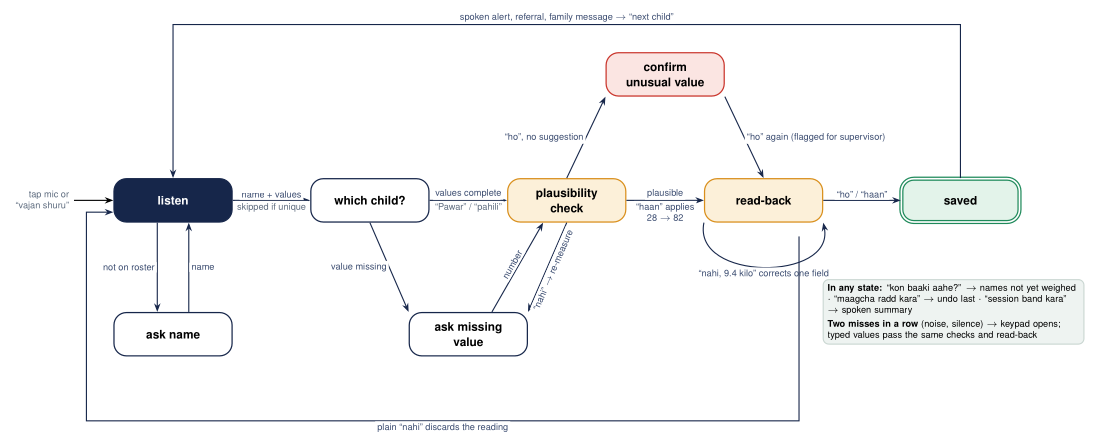 spoken alert, referral, family message → “next child”
confirm
unusual value
“ho”, no suggestion
“ho” again (flagged for supervisor)
tap mic or
“vajan shuru”
listen
name + values
skipped if unique
which child?
values complete
“Pawar” / “pahili”
plausibility
check
plausible
“haan” applies
28 → 82
read-back
“ho” / “haan”
saved
not on roster
name
value missing
number
“nahi” → re-measure
“nahi, 9.4 kilo” corrects one field
ask name
ask missing
value
In any state: “kon baaki aahe?” → names not yet weighed
· “maagcha radd kara” → undo last · “session band kara”
→ spoken summary
Two misses in a row (noise, silence) → keypad opens;
typed values pass the same checks and read-back
plain “nahi” discards the reading